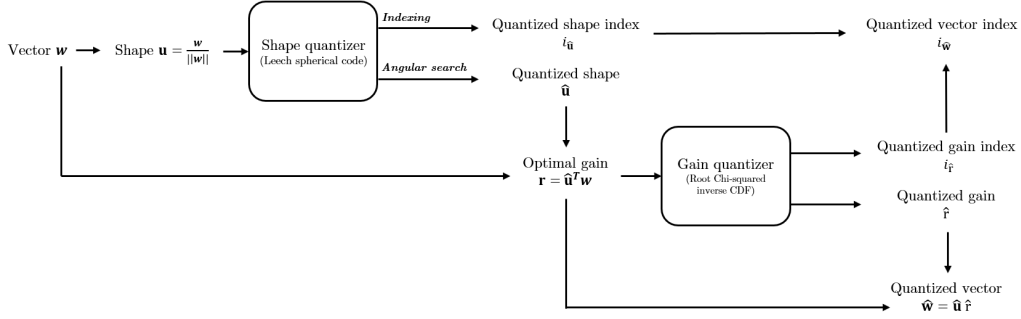 Vector w
Shape u = w / ||w||
Shape quantizer
(Leech spherical code)
Indexing
Angular search
Quantized shape index
i_û
Quantized shape
û
Optimal gain
r = û^T w
Gain quantizer
(Root Chi-squared
inverse CDF)
Quantized vector index
i_ŵ
Quantized gain index
i_r̂
Quantized gain
r̂
Quantized vector
ŵ = û r̂